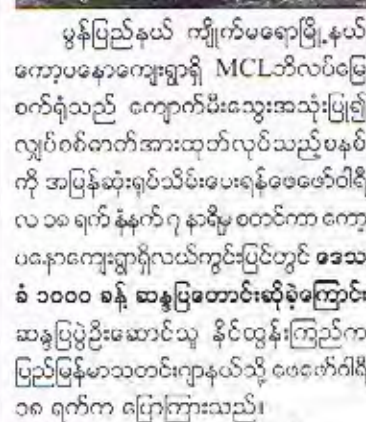 မွန်ပြည်နယ် ကျိုက်မရောမြို့နယ်
ကော့ပနောကျေးရွာရှိ MCLဘိလပ်မြေ
စက်ရုံသည် ကျောက်မီးသွေးအသုံးပြု၍
လျှပ်စစ်ဓာတ်အားထုတ်လုပ်သည့်စနစ်
ကို အမြန်ဆုံးရုပ်သိမ်းပေးရန်ဖေဖော်ဝါရီ
လ ၁၈ ရက် နံနက် ၇ နာရီမှ စတင်ကာ ကော့
ပနောကျေးရွာရှိလယ်ကွင်းပြင်တွင် ဒေသ
ခံ ၁၀၀၀ ခန့် ဆန္ဒပြတောင်းဆိုခဲ့ကြောင်း
ဆန္ဒပြပွဲဦးဆောင်သူ နိုင်ထွန်းကြည်က
ပြည်မြန်မာသတင်းဂျာနယ်သို့ ဖေဖော်ဝါရီ
၁၈ ရက်က ပြောကြားသည်။